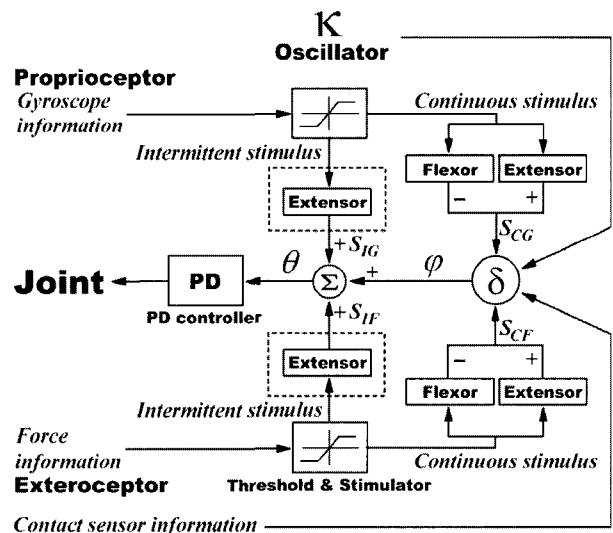 K
Oscillator
Proprioceptor
Gyroscope
information
Continuous stimulus
Intermittent stimulus
Flexor
Extensor
Extensor
− +
+ S_IG
S_CG
θ
φ
+
Joint
PD
Σ
δ
PD controller
+S_IF
S_CF
Extensor
− +
Flexor
Extensor
Intermittent stimulus
Force
information
Continuous stimulus
Exteroceptor
Threshold & Stimulator
Contact sensor information